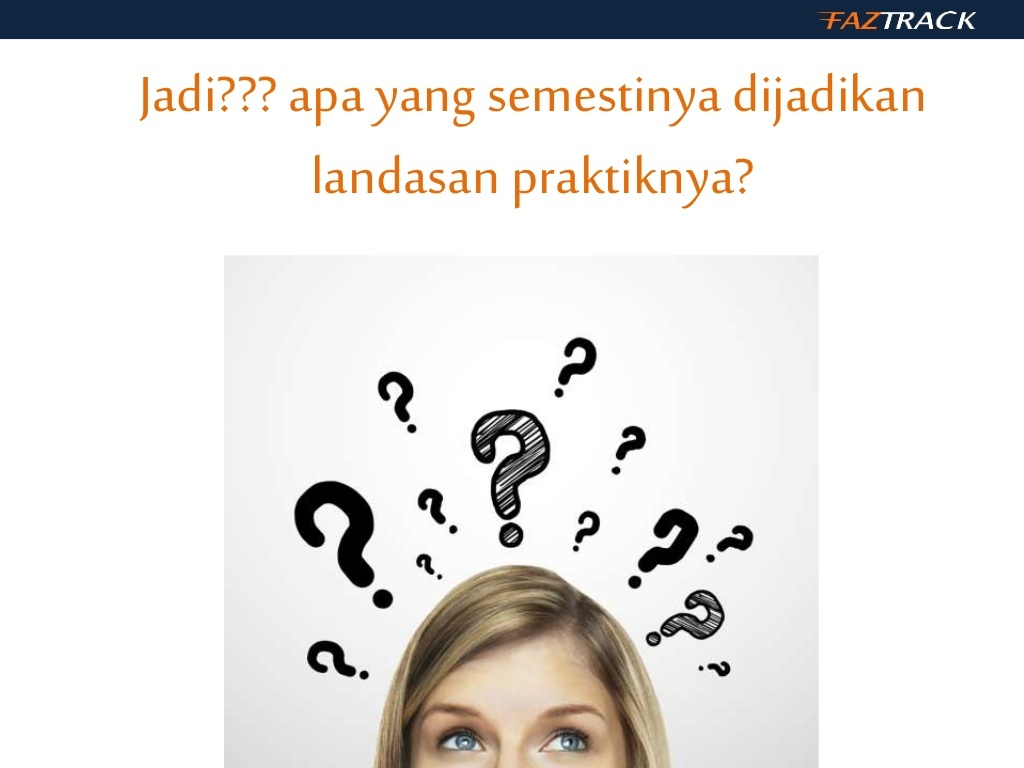 FAZTRACK
Jadi??? apa yang semestinya dijadikan
landasan praktiknya?